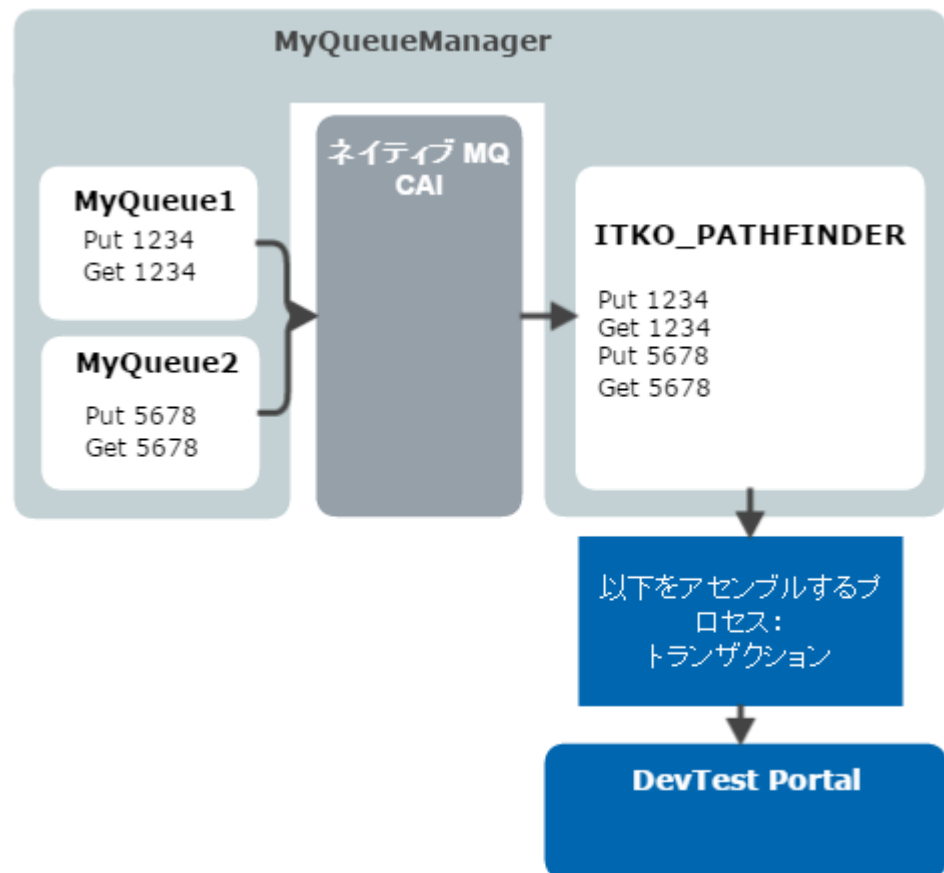 MyQueueManager
ネイティブ MQ
CAI
MyQueue1
Put 1234
Get 1234
MyQueue2
Put 5678
Get 5678
ITKO_PATHFINDER
Put 1234
Get 1234
Put 5678
Get 5678
以下をアセンブルするプ
ロセス:
トランザクション
DevTest Portal